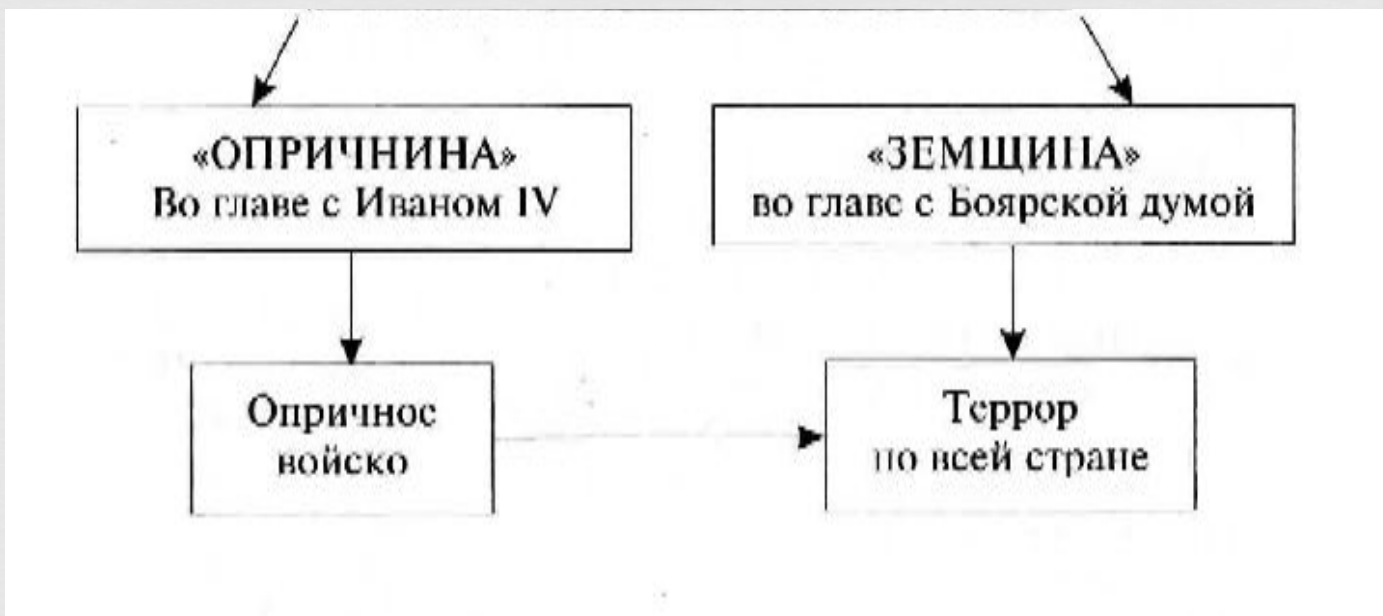 «ОПРИЧНИНА»
Во главе с Иваном IV
«ЗЕМЩИНА»
во главе с Боярской думой
Опричное
войско
Террор
по всей стране